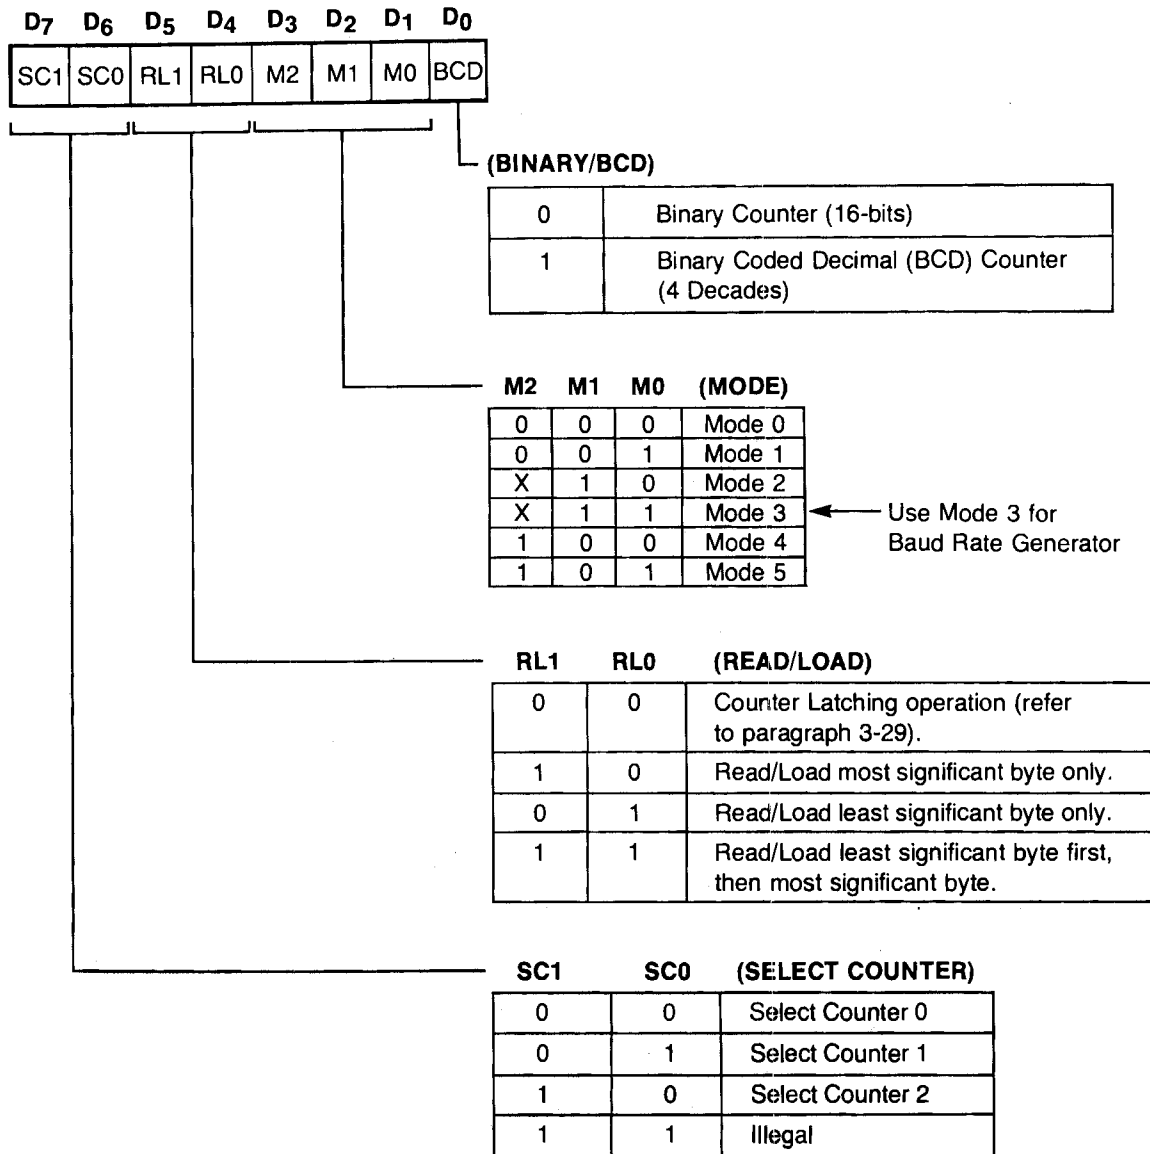 D7 D6 D5 D4 D3 D2 D1 D0
SC1 SC0 RL1 RL0 M2 M1 M0 BCD
(BINARY/BCD)
0 Binary Counter (16-bits)
1 Binary Coded Decimal (BCD) Counter
(4 Decades)
M2 M1 M0 (MODE)
0 0 0 Mode 0
0 0 1 Mode 1
X 1 0 Mode 2
X 1 1 Mode 3
1 0 0 Mode 4
1 0 1 Mode 5
Use Mode 3 for
Baud Rate Generator
RL1 RL0 (READ/LOAD)
0 0 Counter Latching operation (refer
to paragraph 3-29).
1 0 Read/Load most significant byte only.
0 1 Read/Load least significant byte only.
1 1 Read/Load least significant byte first,
then most significant byte.
SC1 SC0 (SELECT COUNTER)
0 0 Select Counter 0
0 1 Select Counter 1
1 0 Select Counter 2
1 1 Illegal